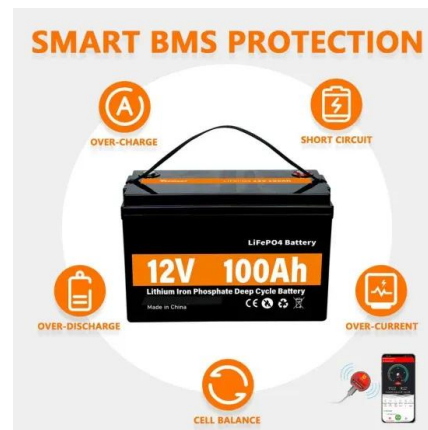 SMART BMS PROTECTION
A
OVER-CHARGE
SHORT CIRCUIT
LiFePO4 Battery
12V 100Ah
Lithium Iron Phosphate Deep Cycle Battery
Made in China
CE
OVER-DISCHARGE
OVER-CURRENT
CELL BALANCE